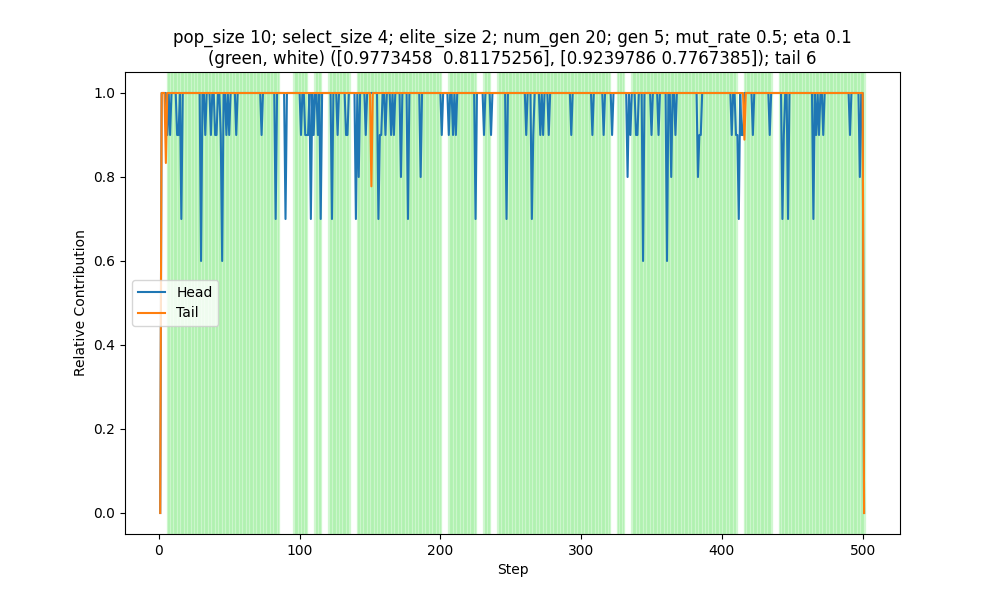 pop_size 10; select_size 4; elite_size 2; num_gen 20; gen 5; mut_rate 0.5; eta 0.1
(green, white) ([0.9773458  0.81175256], [0.9239786 0.7767385]); tail 6
1.0
0.8
0.6
0.4
0.2
0.0
Relative Contribution
Head
Tail
0 100 200 300 400 500
Step